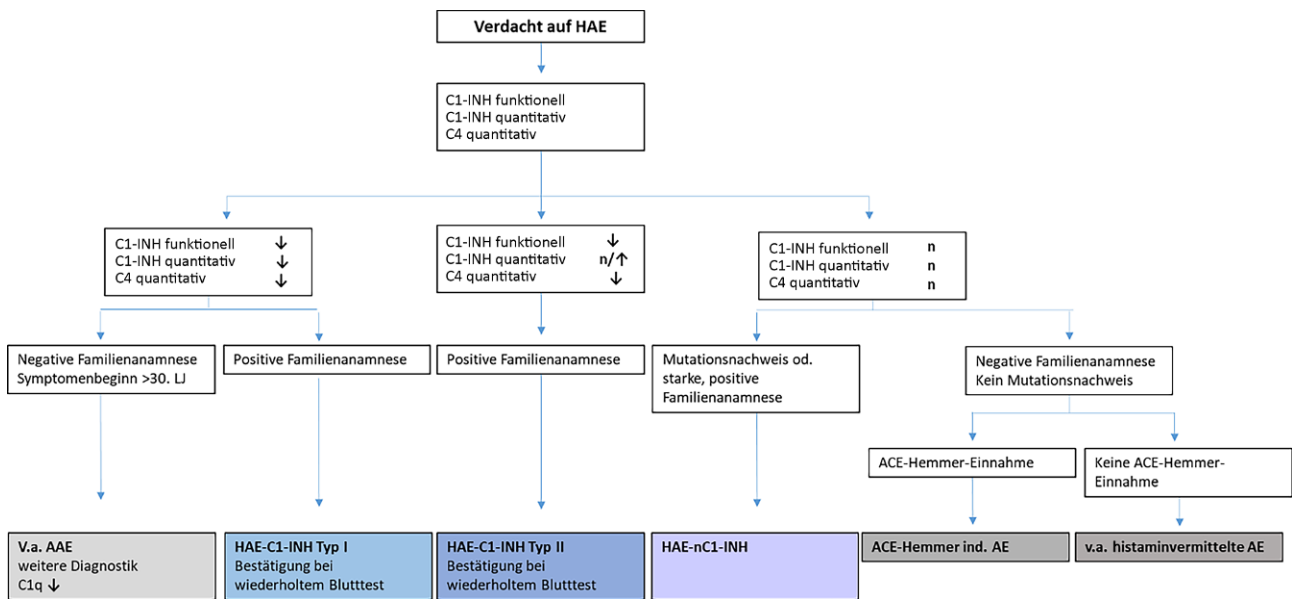 Verdacht auf HAE
C1-INH funktionell
C1-INH quantitativ
C4 quantitativ
C1-INH funktionell ↓
C1-INH quantitativ ↓
C4 quantitativ ↓
C1-INH funktionell ↓
C1-INH quantitativ n/↑
C4 quantitativ ↓
C1-INH funktionell n
C1-INH quantitativ n
C4 quantitativ n
Negative Familienanamnese
Symptomenbeginn >30. LJ
Positive Familienanamnese
Positive Familienanamnese
Mutationsnachweis od.
starke, positive
Familienanamnese
Negative Familienanamnese
Kein Mutationsnachweis
ACE-Hemmer-Einnahme
Keine ACE-Hemmer-
Einnahme
V.a. AAE
weitere Diagnostik
C1q ↓
HAE-C1-INH Typ I
Bestätigung bei
wiederholtem Blutttest
HAE-C1-INH Typ II
Bestätigung bei
wiederholtem Blutttest
HAE-nC1-INH
ACE-Hemmer ind. AE
v.a. histaminvermittelte AE